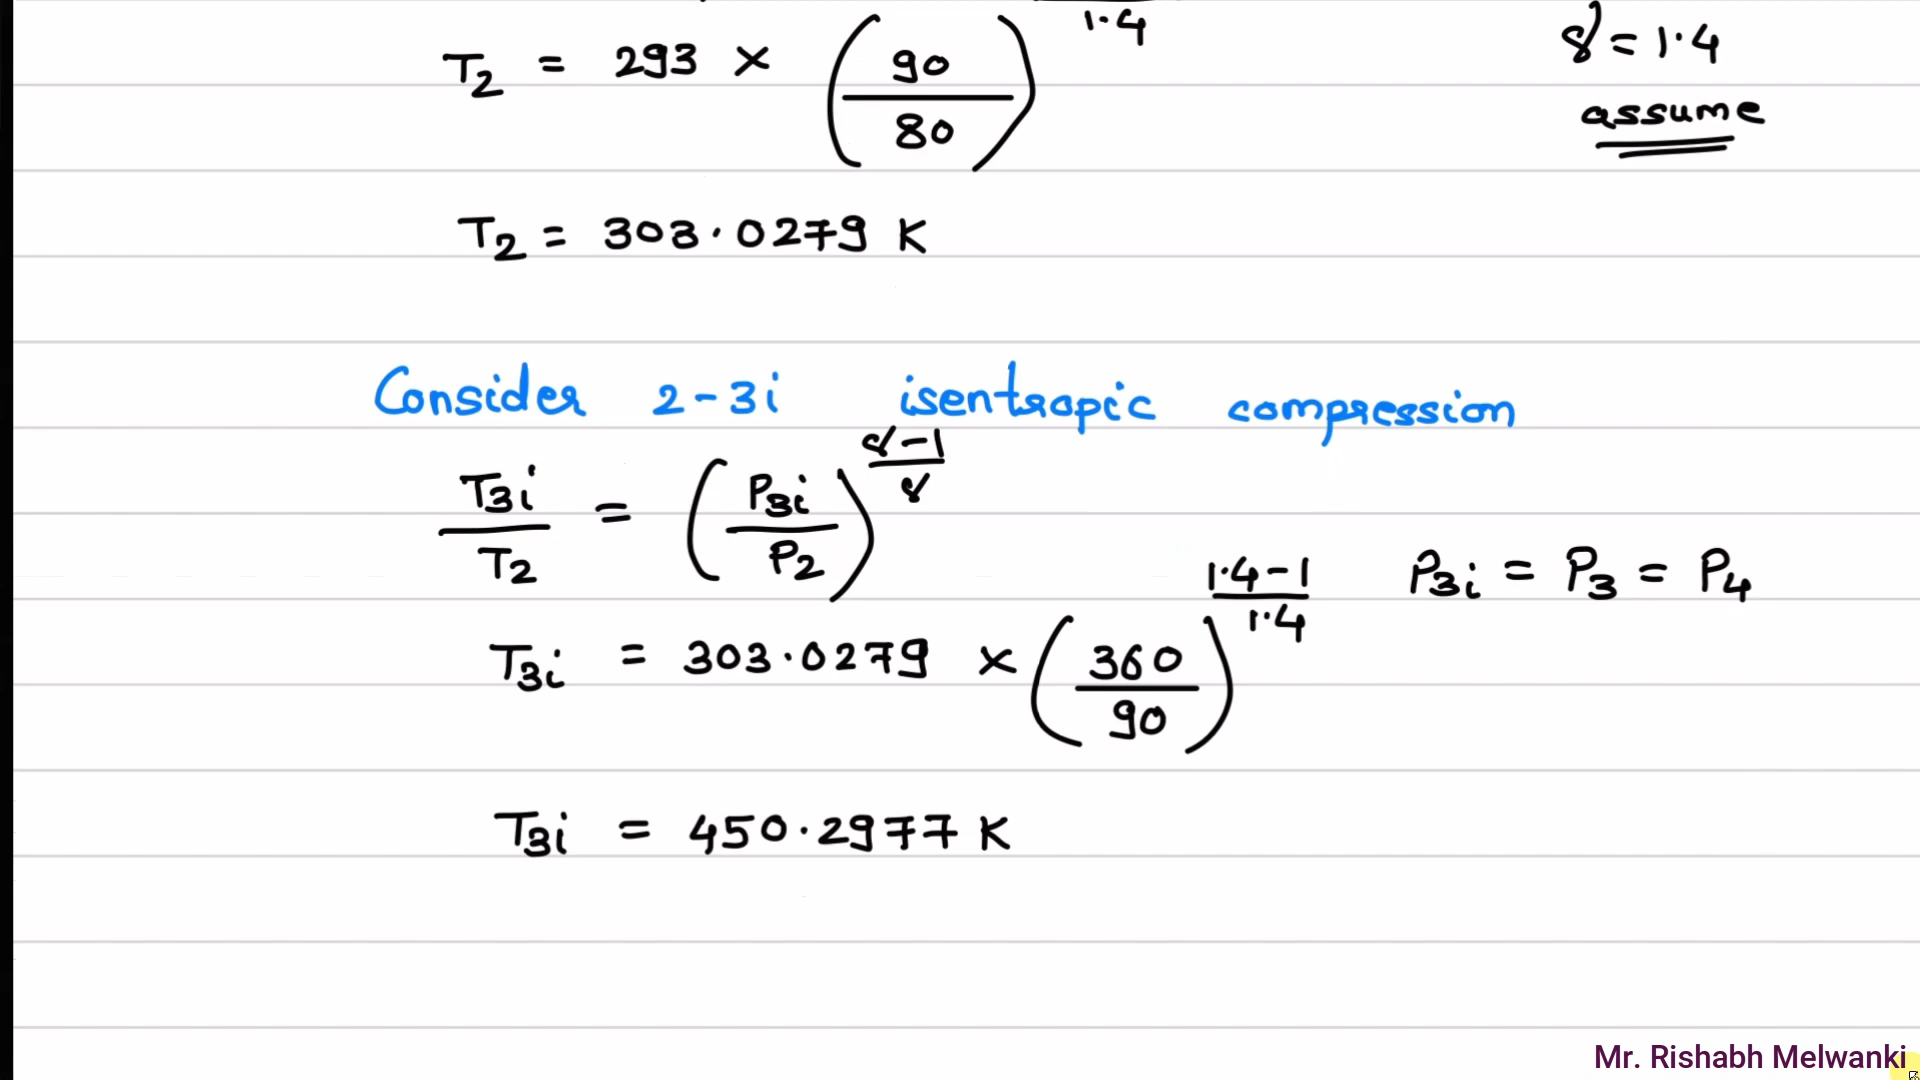 T2 = 293 × (90/80) 1.4
γ = 1.4
assume
T2 = 303.0279 K
Consider 2-3i isentropic compression
T3i/T2 = (P3i/P2)^(γ-1)/γ
P3i = P3 = P4
T3i = 303.0279 × (360/90)^(1.4-1)/1.4
T3i = 450.2977 K
Mr. Rishabh Melwanki